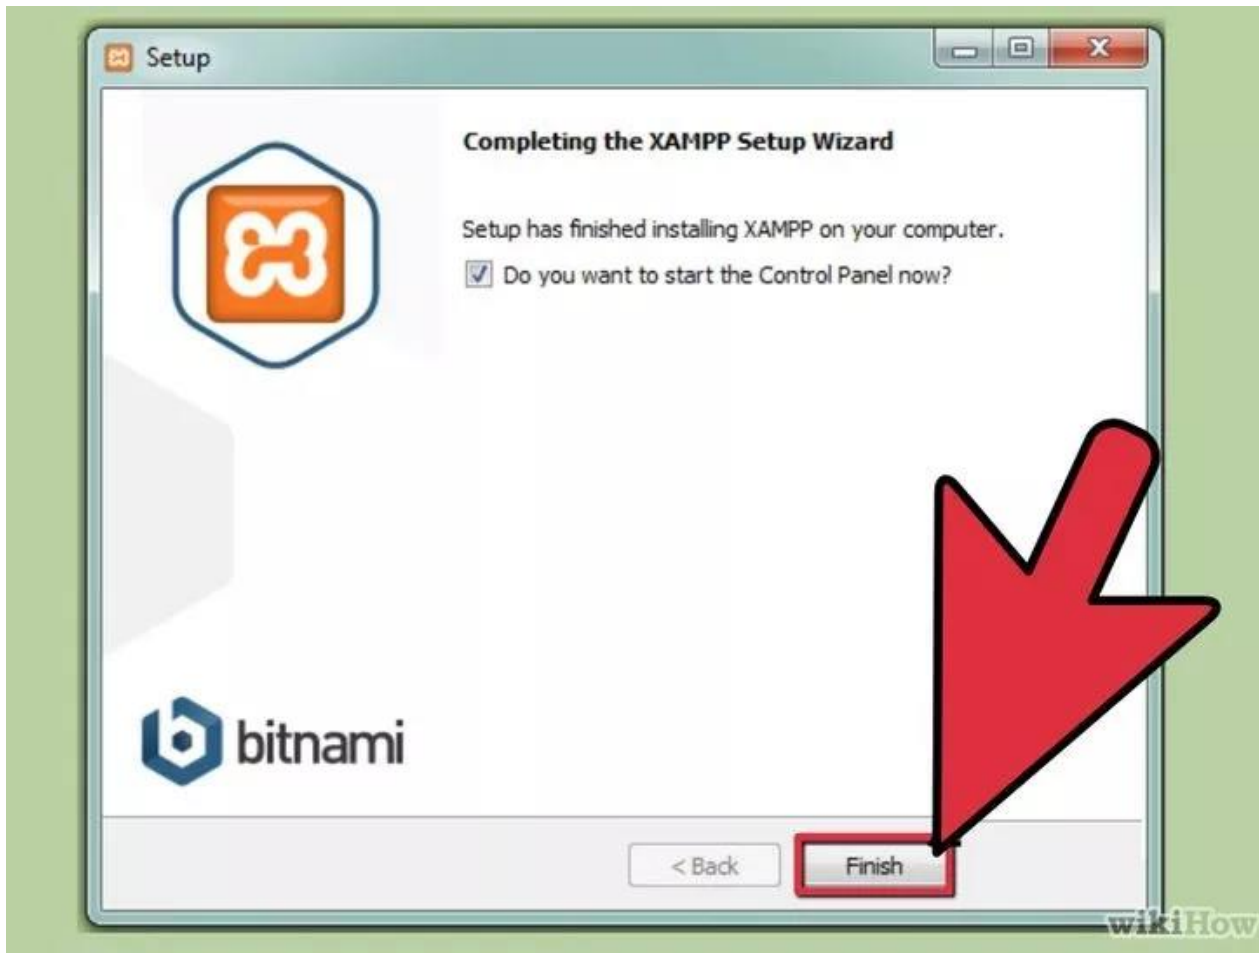 Setup
Completing the XAMPP Setup Wizard
Setup has finished installing XAMPP on your computer.
Do you want to start the Control Panel now?
bitnami
< Back
Finish
wikiHow